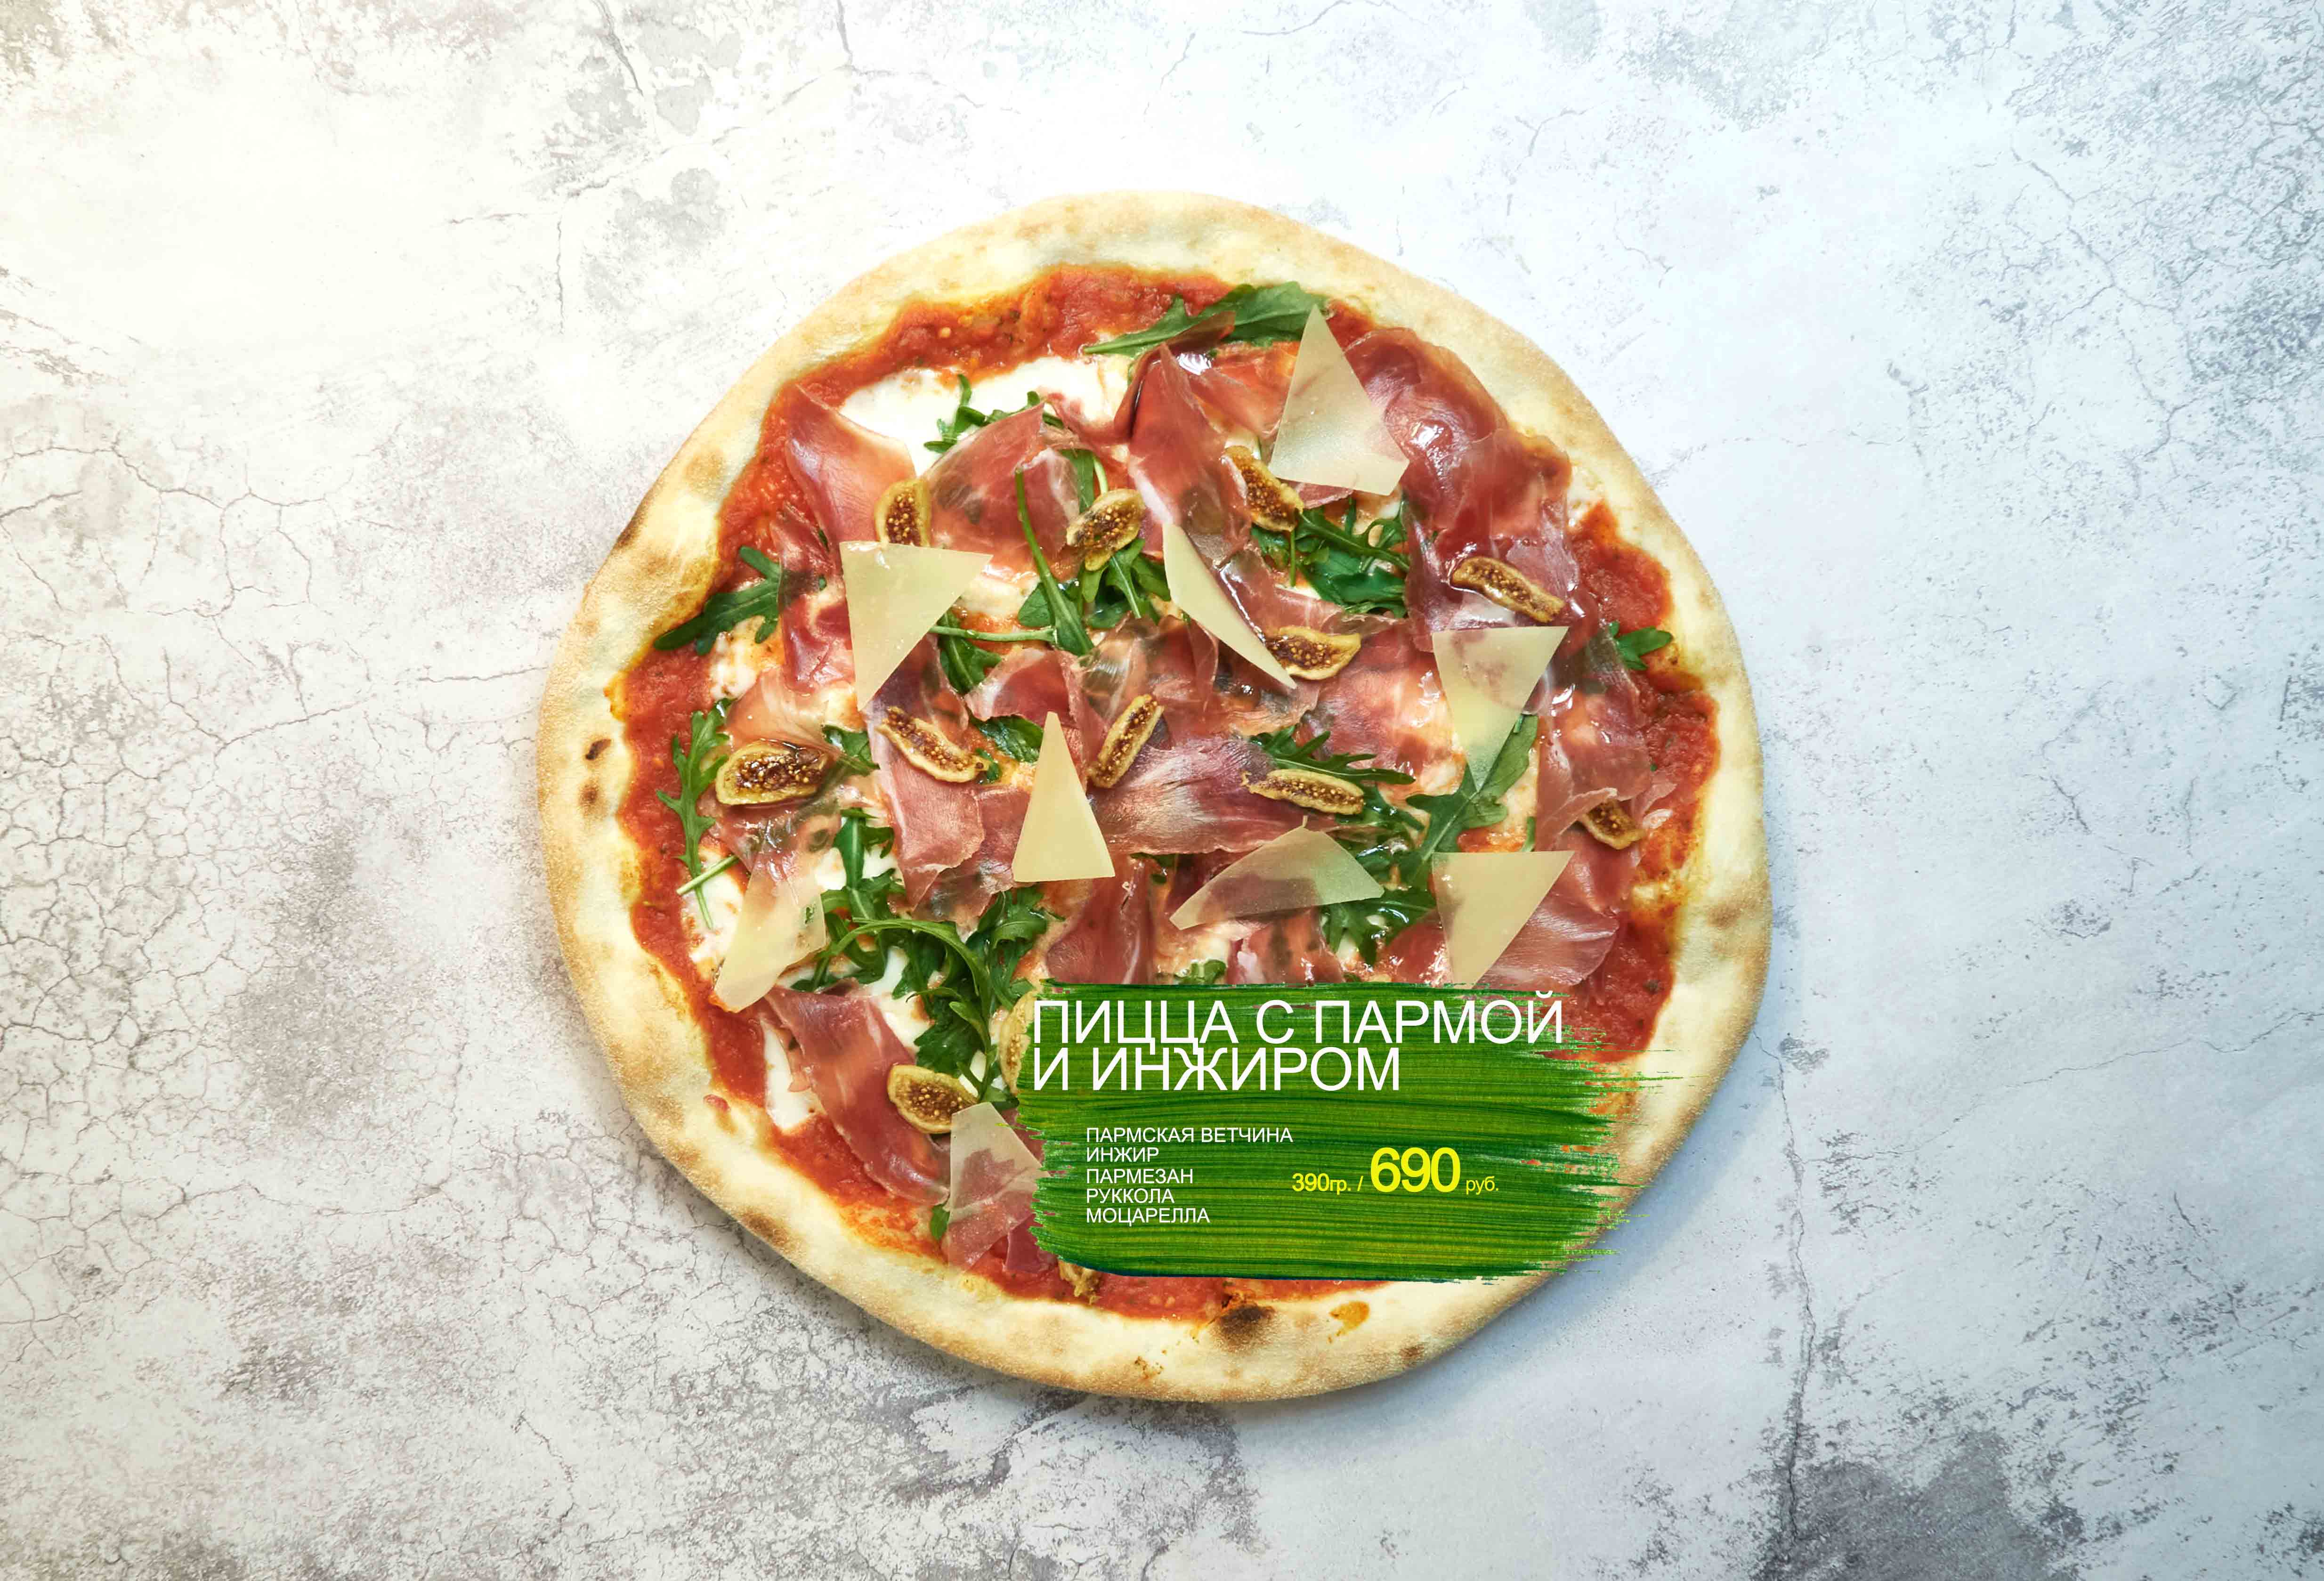 ПИЦЦА С ПАРМОЙ
И ИНЖИРОМ
ПАРМСКАЯ ВЕТЧИНА
ИНЖИР
ПАРМЕЗАН
РУККОЛА
МОЦАРЕЛЛА
390гр. / 690 руб.